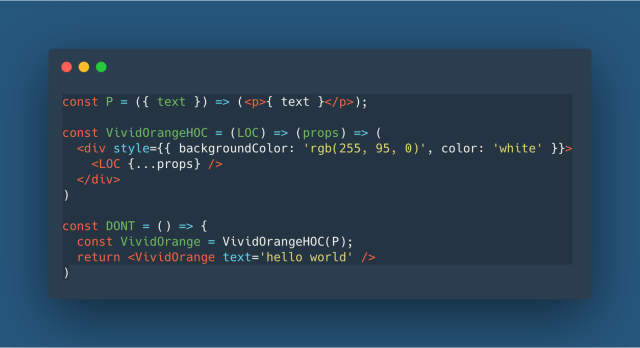 const P = ({ text }) => (<p>{ text }</p>);
const VividOrangeHOC = (LOC) => (props) => (
<div style={{ backgroundColor: 'rgb(255, 95, 0)', color: 'white' }}>
<LOC {...props} />
</div>
)
const DONT = () => {
const VividOrange = VividOrangeHOC(P);
return <VividOrange text='hello world' />
)